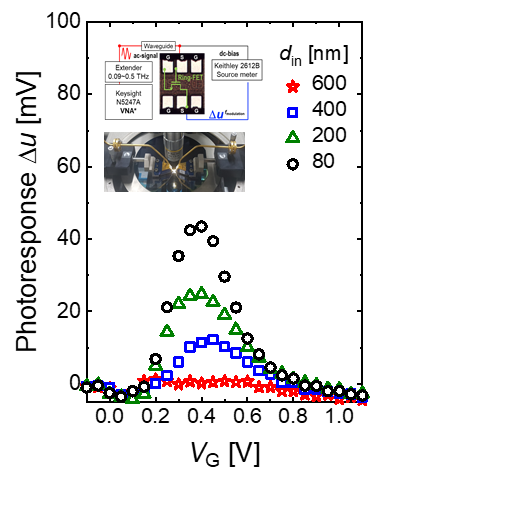 Photoresponse Δu [mV]
100
80
60
40
20
0
0.0 0.2 0.4 0.6 0.8 1.0
V_G [V]
d_in [nm]
600
400
200
80
Waveguide
ac-signal
dc-bias
Extender
0.09~0.5 THz
Keysight
N5247A
VNA*
Ring-FET
G S G
G D G
Keithley 2612B
Source meter
Δu
f_modulation